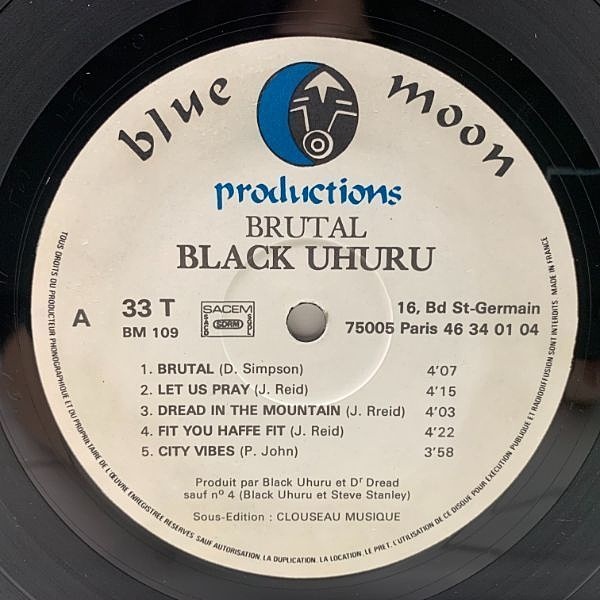 blue moon
productions
BRUTAL
BLACK UHURU
A
33 T
BM 109
SACEM
SACD
SDRM
SGDL
16, Bd St-Germain
75005 Paris 46 34 01 04
1. BRUTAL (D. Simpson) 4'07
2. LET US PRAY (J. Reid) 4'15
3. DREAD IN THE MOUNTAIN (J. Rreid) 4'03
4. FIT YOU HAFFE FIT (J. Reid) 4'22
5. CITY VIBES (P. John) 3'58
Produit par Black Uhuru et Dr Dread
sauf nº 4 (Black Uhuru et Steve Stanley)
Sous-Edition : CLOUSEAU MUSIQUE
TOUS DROITS DU PRODUCTEUR PHONOGRAPHIQUE ET DU PROPRIETAIRE DE L'ŒUVRE ENREGISTREE RESERVES SAUF AUTORISATION. LA DUPLICATION. LA LOCATION. LE PRET. L'UTILISATION DE CE DISQUE POUR EXECUTION PUBLIQUE ET RADIODIFFUSION SONT INTERDITS. MADE IN FRANCE